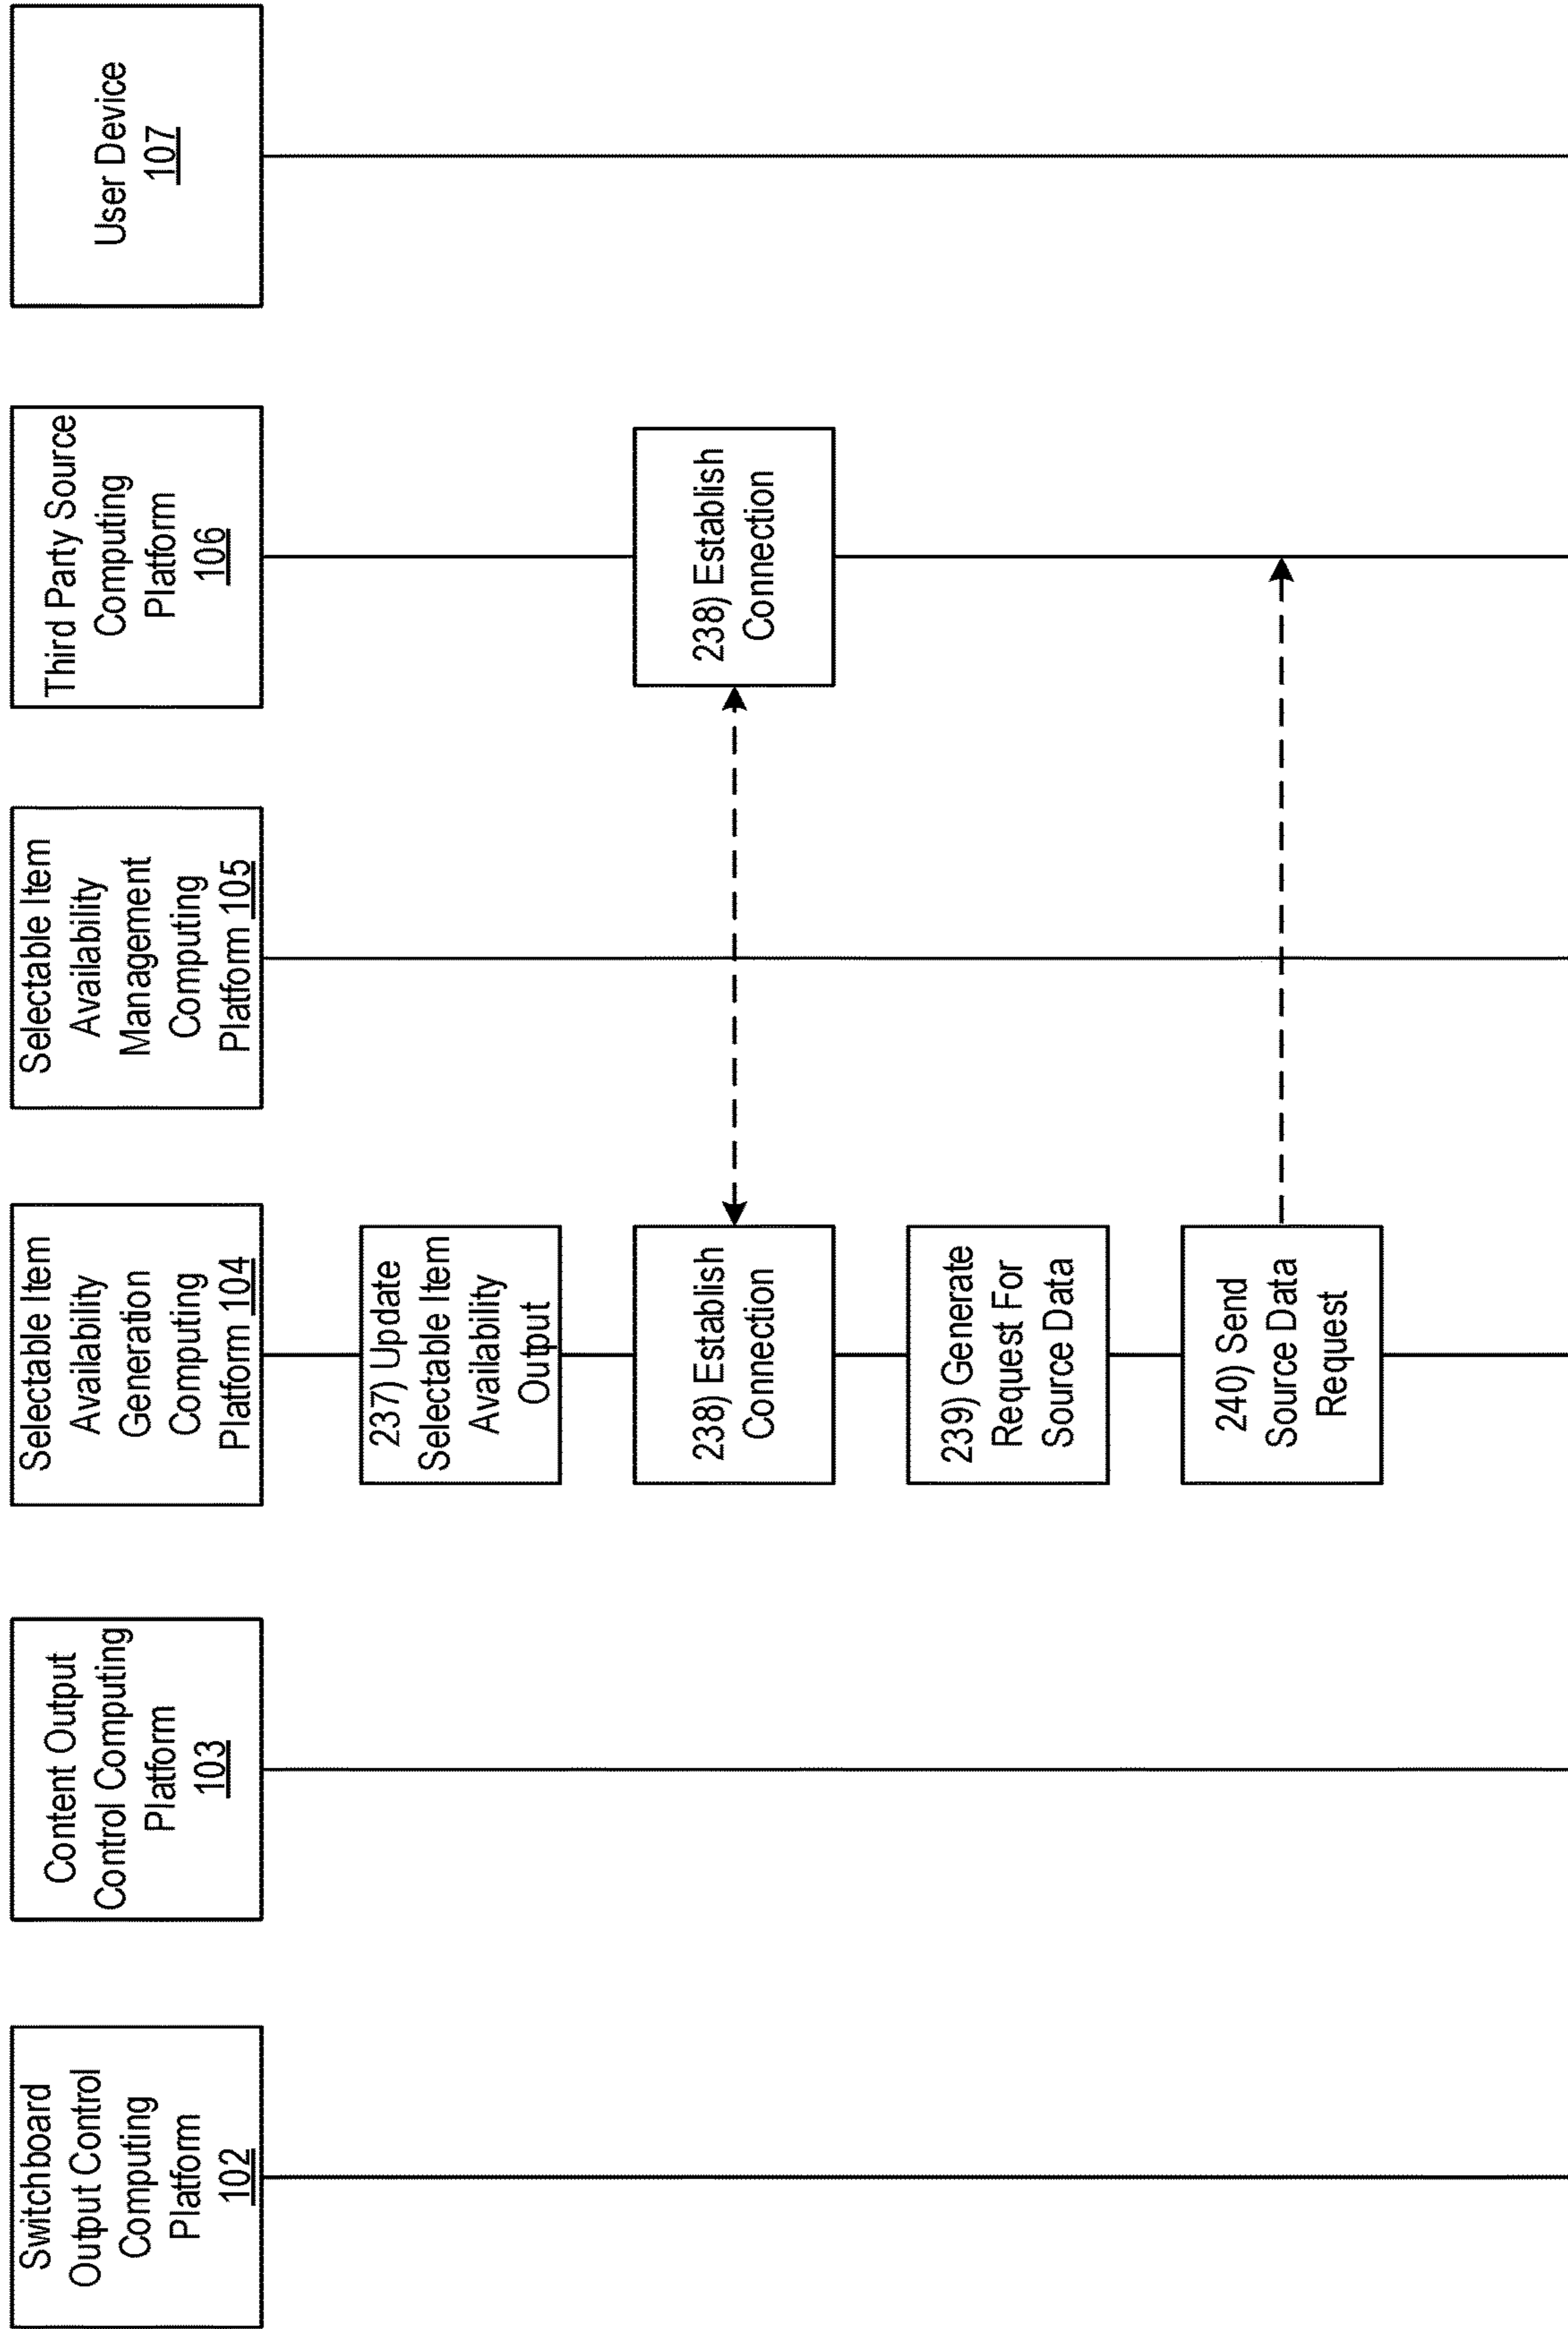 Switchboard
Output Control
Computing
Platform
102
Content Output
Control Computing
Platform
103
Selectable Item
Availability
Generation
Computing
Platform 104
Selectable Item
Availability
Management
Computing
Platform 105
Third Party Source
Computing
Platform
106
User Device
107
237) Update
Selectable Item
Availability
Output
238) Establish
Connection
238) Establish
Connection
239) Generate
Request For
Source Data
240) Send
Source Data
Request